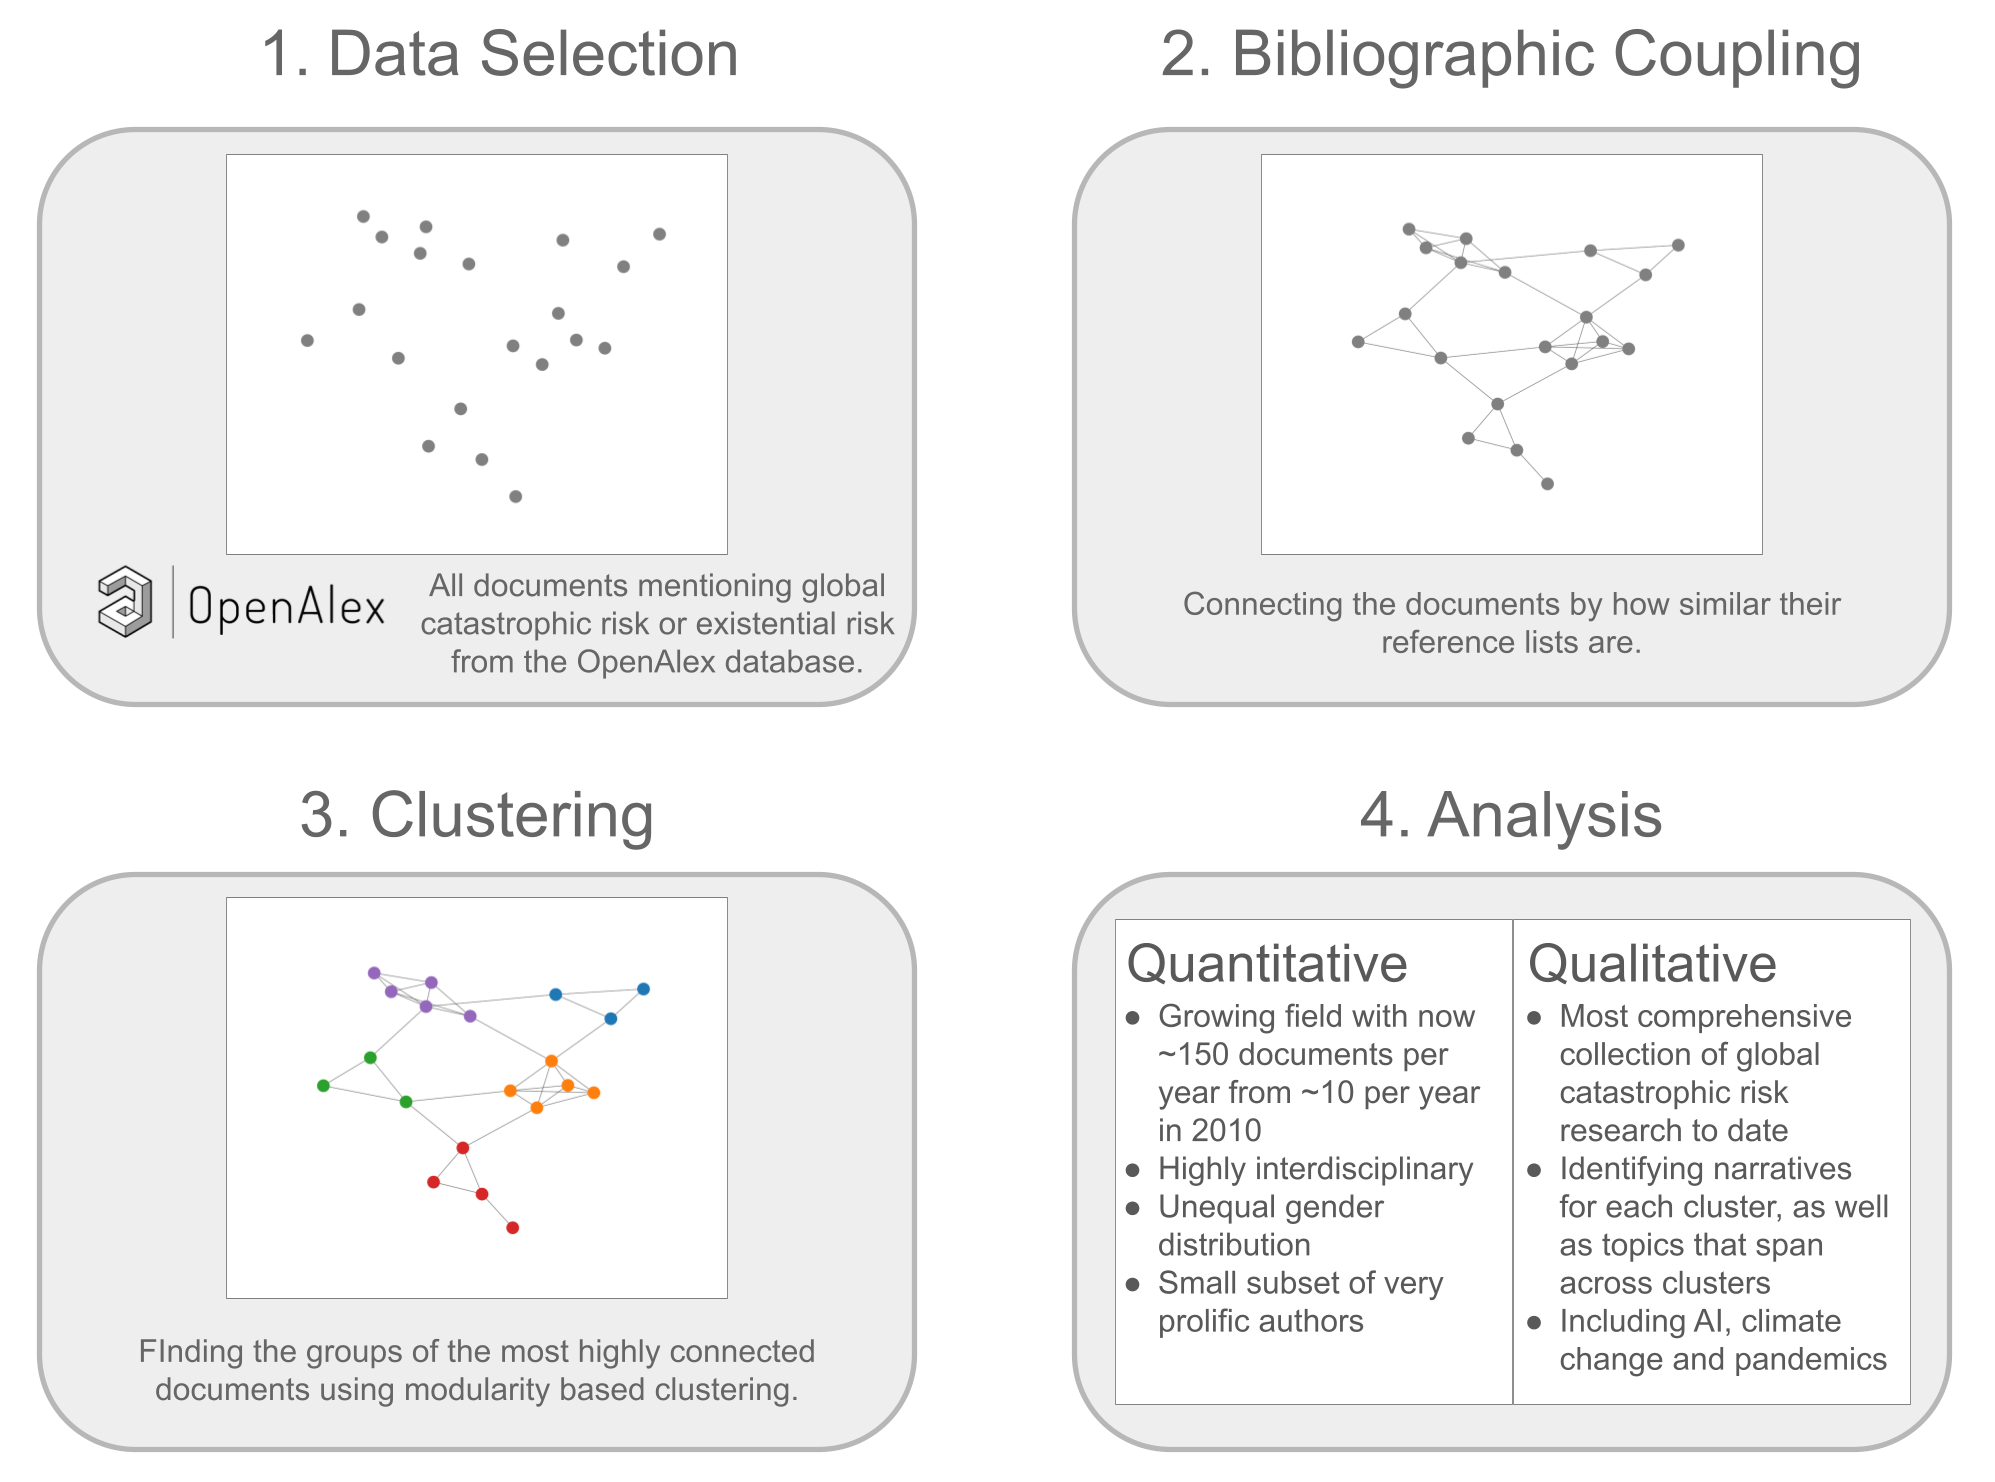 1. Data Selection
OpenAlex
All documents mentioning global
catastrophic risk or existential risk
from the OpenAlex database.
2. Bibliographic Coupling
Connecting the documents by how similar their
reference lists are.
3. Clustering
FInding the groups of the most highly connected
documents using modularity based clustering.
4. Analysis
Quantitative
● Growing field with now
~150 documents per
year from ~10 per year
in 2010
● Highly interdisciplinary
● Unequal gender
distribution
● Small subset of very
prolific authors
Qualitative
● Most comprehensive
collection of global
catastrophic risk
research to date
● Identifying narratives
for each cluster, as well
as topics that span
across clusters
● Including AI, climate
change and pandemics